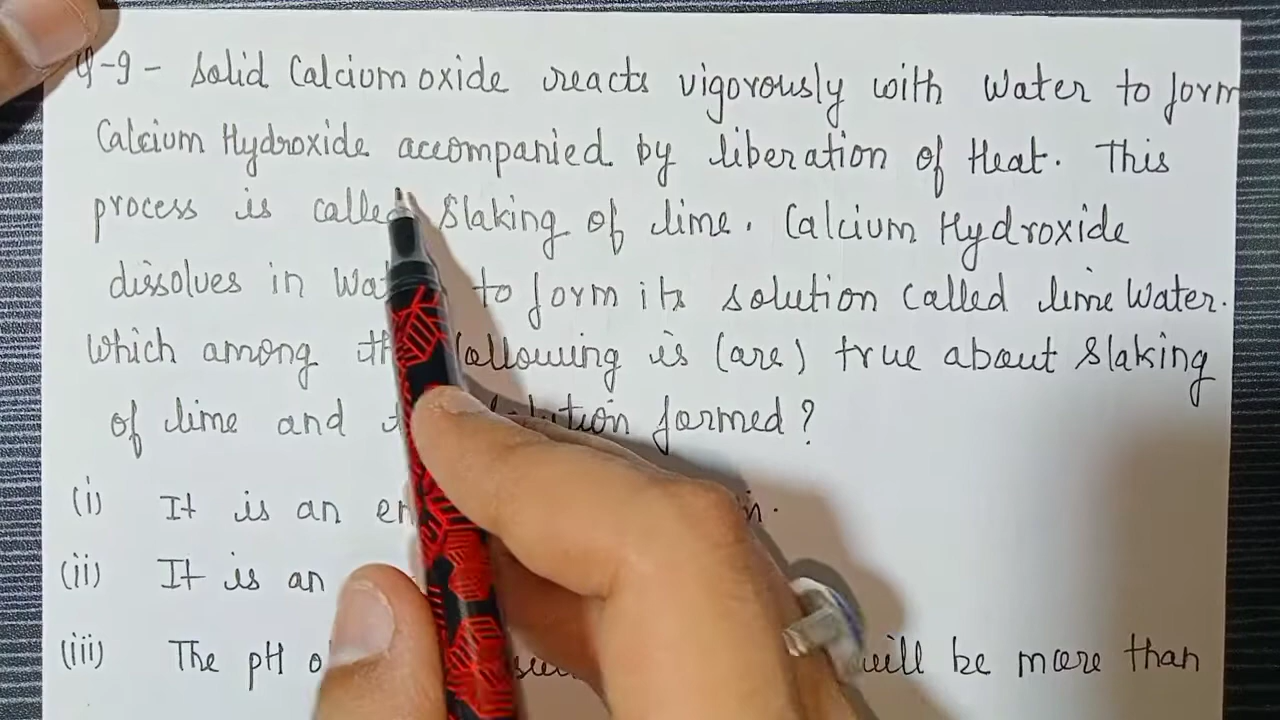 Q-9- Solid Calcium oxide reacts vigorously with water to form
Calcium Hydroxide accompanied by liberation of Heat. This
process is called slaking of lime. Calcium Hydroxide
dissolves in to form its solution called lime Water.
Which among following is (are) true about slaking
of lime and formed?
(i) It is an
(ii) It is an
(iii) The pH will be more than